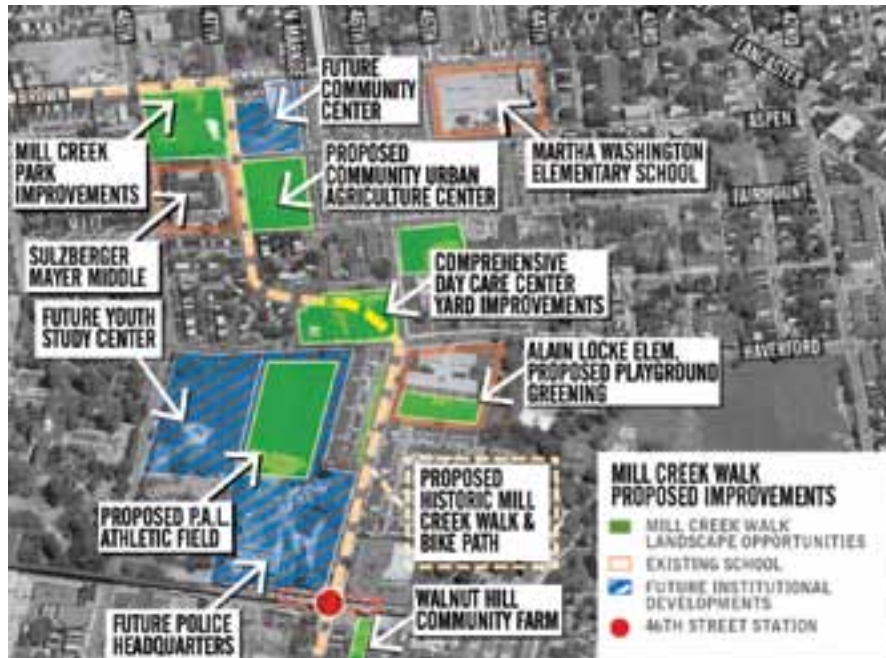 BROWN
LANCASTER
ASPEN
FAIRMOUNT
HAVERFORD
FUTURE
COMMUNITY
CENTER
MILL CREEK
PARK
IMPROVEMENTS
PROPOSED
COMMUNITY URBAN
AGRICULTURE CENTER
MARTHA WASHINGTON
ELEMENTARY SCHOOL
SULZBERGER
MAYER MIDDLE
COMPREHENSIVE
DAY CARE CENTER
YARD IMPROVEMENTS
FUTURE YOUTH
STUDY CENTER
ALAIN LOCKE ELEM.
PROPOSED PLAYGROUND
GREENING
PROPOSED P.A.L.
ATHLETIC FIELD
PROPOSED
HISTORIC MILL
CREEK WALK &
BIKE PATH
FUTURE POLICE
HEADQUARTERS
WALNUT HILL
COMMUNITY FARM
MILL CREEK WALK
PROPOSED IMPROVEMENTS
MILL CREEK WALK
LANDSCAPE OPPORTUNITIES
EXISTING SCHOOL
FUTURE INSTITUTIONAL
DEVELOPMENTS
46TH STREET STATION